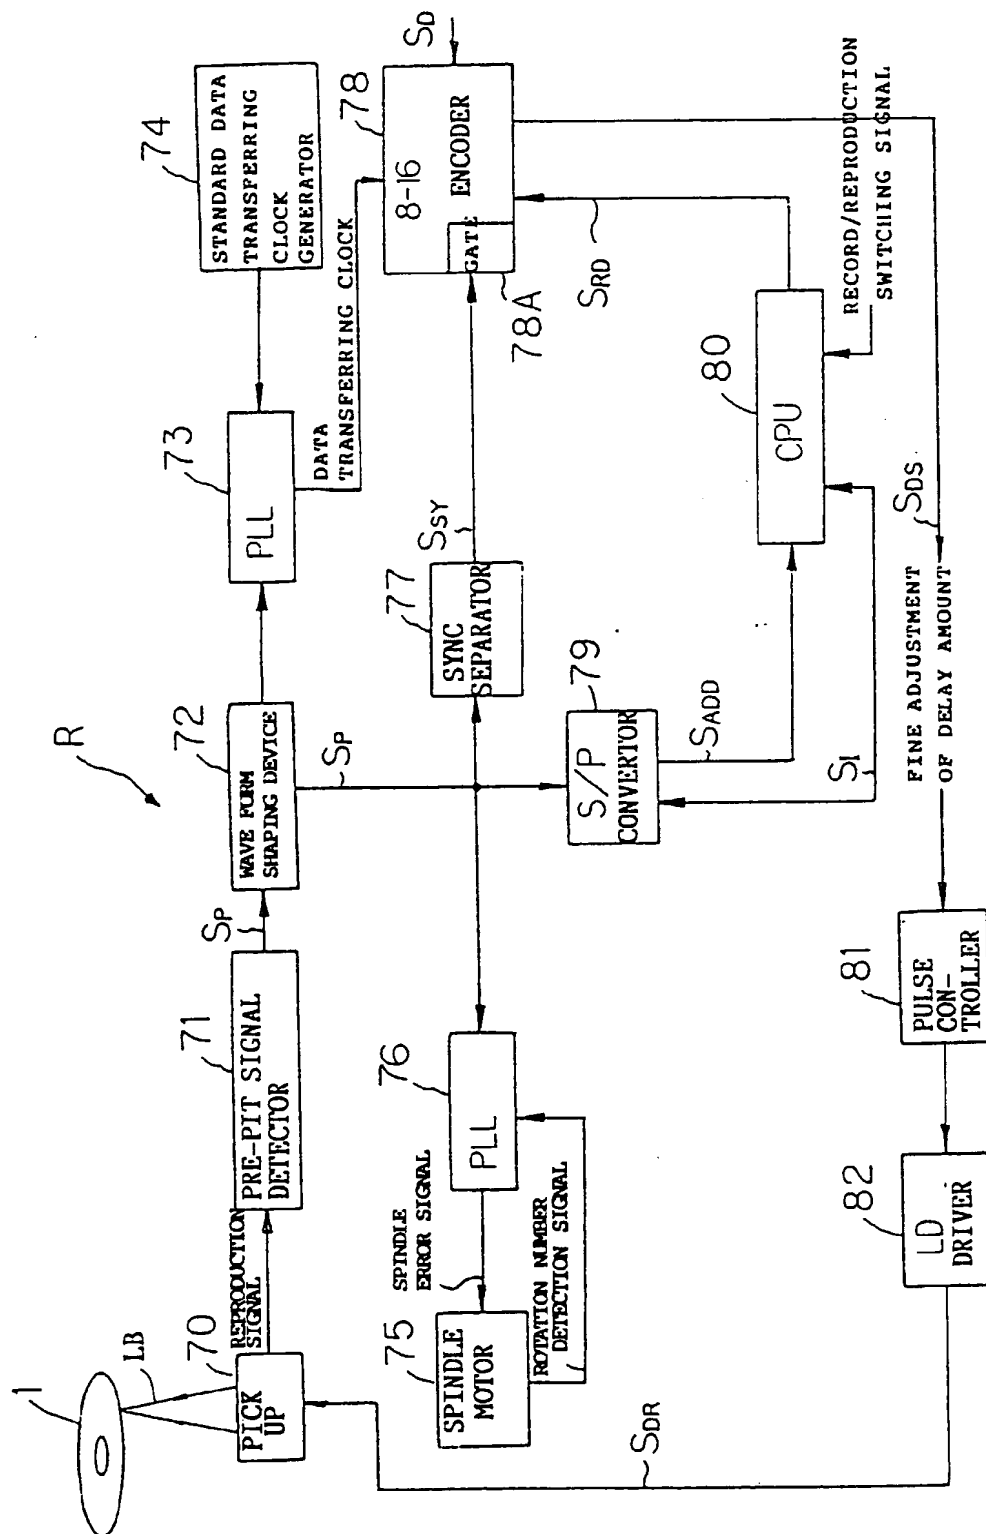 R
1
LB
70
PICK
UP
REPRODUCTION
SIGNAL
71
PRE-PIT SIGNAL
DETECTOR
SP
72
WAVE FORM
SHAPING DEVICE
SP
73
PLL
74
STANDARD DATA
TRANSFERRING
CLOCK
GENERATOR
DATA
TRANSFERRING CLOCK
75
SPINDLE
MOTOR
SPINDLE
ERROR SIGNAL
76
PLL
ROTATION NUMBER
DETECTION SIGNAL
77
SYNC
SEPARATOR
SSY
78
8-16
ENCODER
GATE
78A
SD
79
S/P
CONVERTOR
SADD
SI
80
CPU
SRD
RECORD/REPRODUCTION
SWITCHING SIGNAL
SDS
FINE ADJUSTMENT
OF DELAY AMOUNT
81
PULSE
CON-
TROLLER
82
LD
DRIVER
SDR